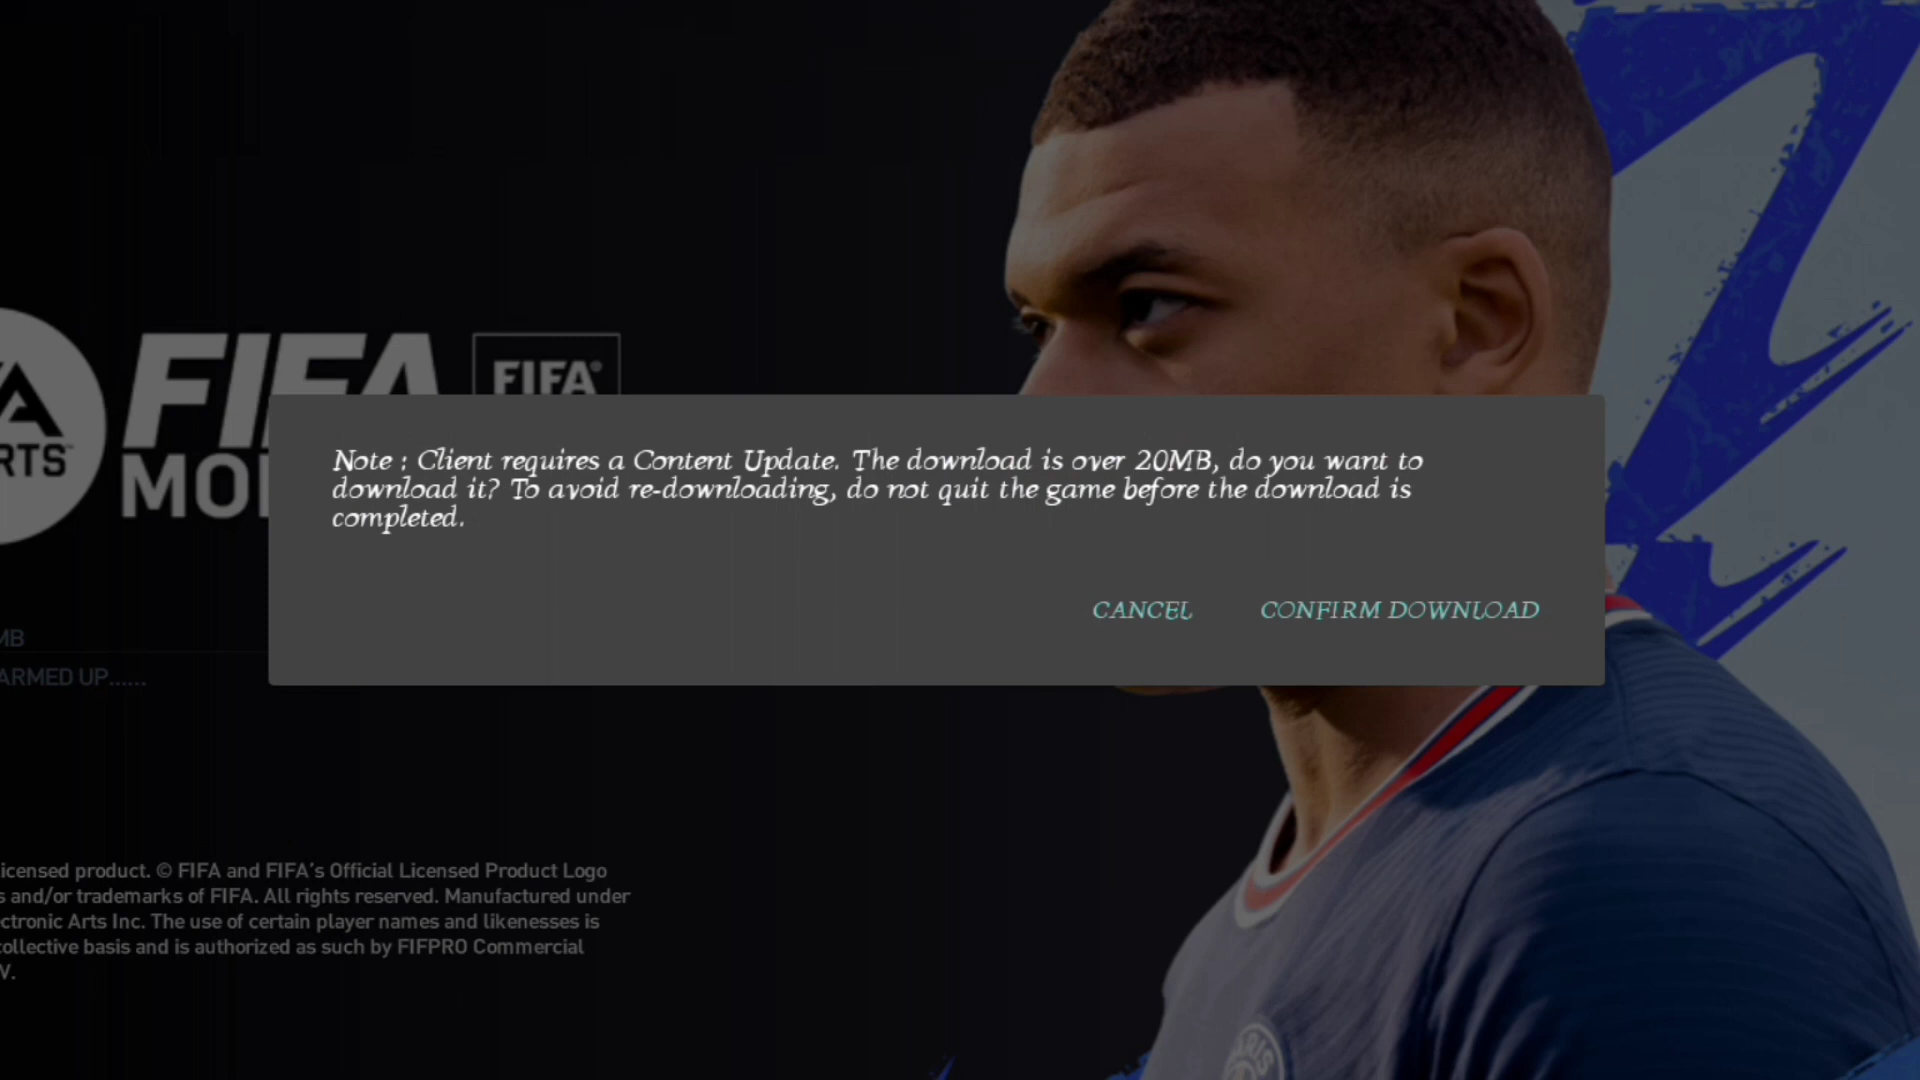 FIFA
FIFA®
RTS™
MO
Note : Client requires a Content Update. The download is over 20MB, do you want to
download it? To avoid re-downloading, do not quit the game before the download is
completed.
CANCEL CONFIRM DOWNLOAD
MB
ARMED UP......
icensed product. © FIFA and FIFA's Official Licensed Product Logo
s and/or trademarks of FIFA. All rights reserved. Manufactured under
ectronic Arts Inc. The use of certain player names and likenesses is
collective basis and is authorized as such by FIFPRO Commercial
V.
ARIS